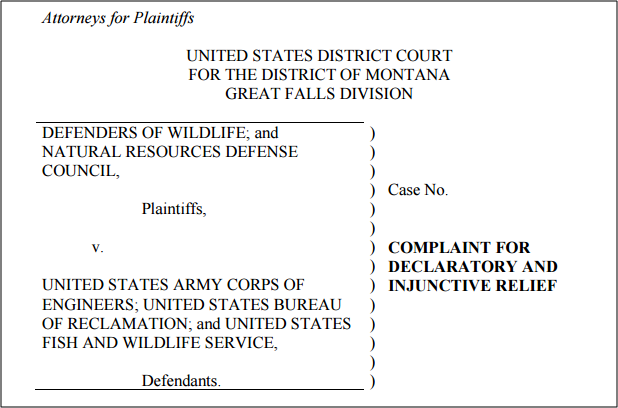 Attorneys for Plaintiffs
UNITED STATES DISTRICT COURT
FOR THE DISTRICT OF MONTANA
GREAT FALLS DIVISION
DEFENDERS OF WILDLIFE; and )
NATURAL RESOURCES DEFENSE )
COUNCIL, )
) Case No.
Plaintiffs, )
)
v. ) COMPLAINT FOR
) DECLARATORY AND
UNITED STATES ARMY CORPS OF ) INJUNCTIVE RELIEF
ENGINEERS; UNITED STATES BUREAU )
OF RECLAMATION; and UNITED STATES )
FISH AND WILDLIFE SERVICE, )
)
Defendants. )